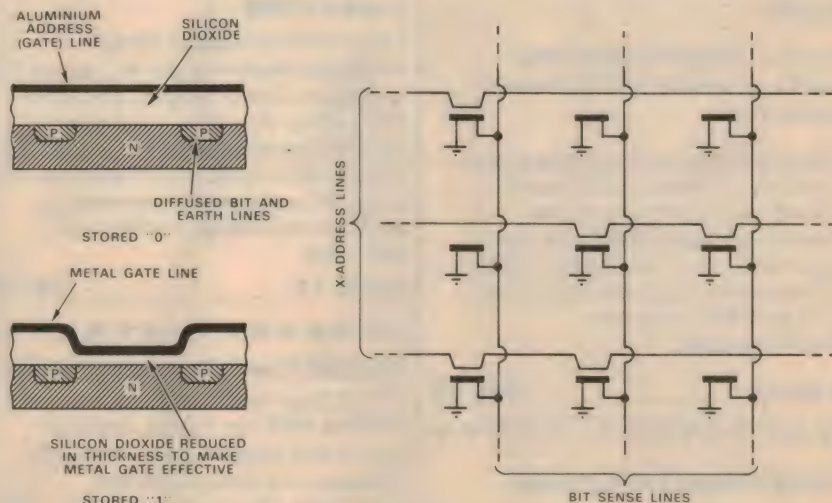 ALUMINIUM
ADDRESS
(GATE) LINE
SILICON
DIOXIDE
P
P
N
DIFFUSED BIT AND
EARTH LINES
STORED "0"
METAL GATE LINE
P
P
N
SILICON DIOXIDE REDUCED
IN THICKNESS TO MAKE
METAL GATE EFFECTIVE
STORED "1"
X-ADDRESS LINES
BIT SENSE LINES